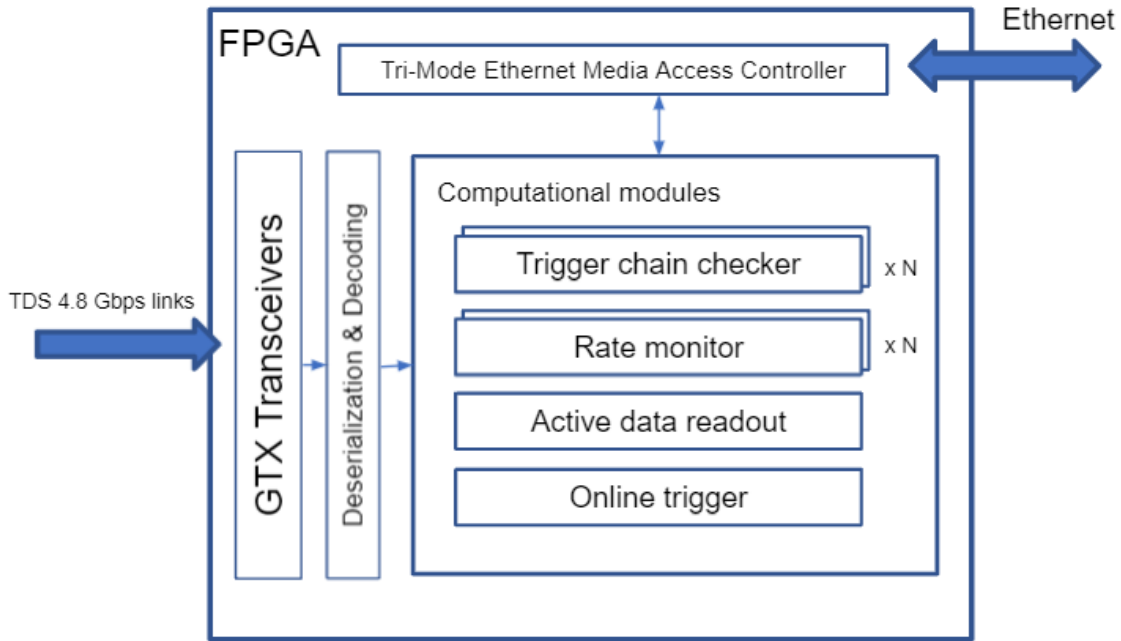 Ethernet
FPGA
Tri-Mode Ethernet Media Access Controller
TDS 4.8 Gbps links
GTX Transceivers
Deserialization & Decoding
Computational modules
Trigger chain checker
x N
Rate monitor
x N
Active data readout
Online trigger